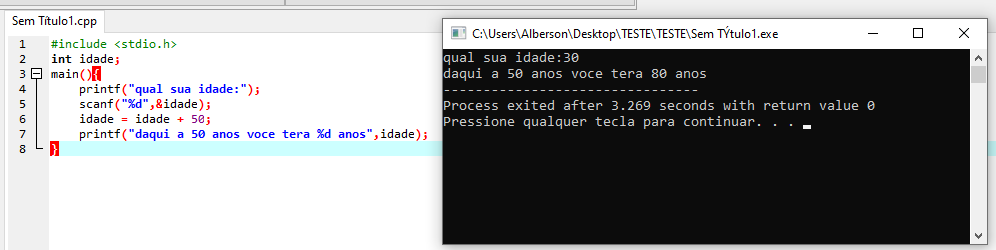 Sem Título1.cpp
1 #include <stdio.h>
2 int idade;
3 main(){
4 printf("qual sua idade:");
5 scanf("%d",&idade);
6 idade = idade + 50;
7 printf("daqui a 50 anos voce tera %d anos",idade);
8 }
C:\Users\Alberson\Desktop\TESTE\TESTE\Sem TÝtulo1.exe
qual sua idade:30
daqui a 50 anos voce tera 80 anos
--------------------------------
Process exited after 3.269 seconds with return value 0
Pressione qualquer tecla para continuar. . .